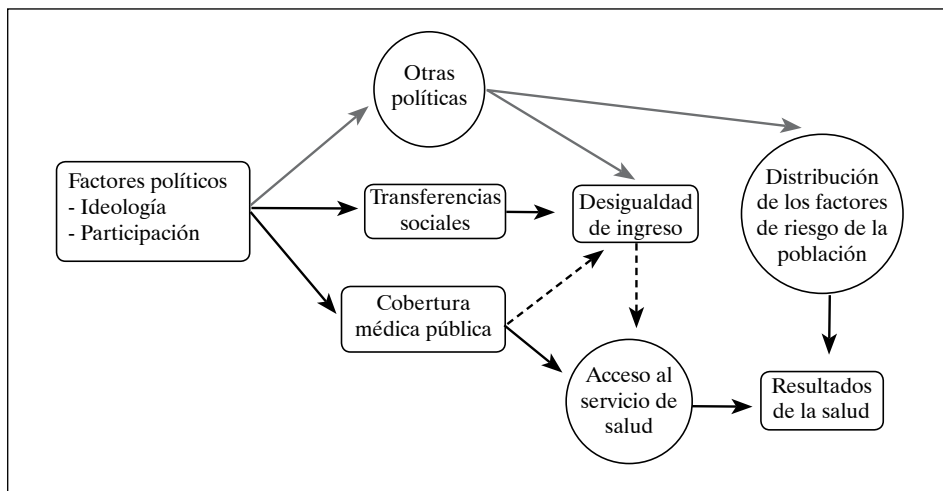 Otras
políticas
Factores políticos
- Ideología
- Participación
Transferencias
sociales
Desigualdad
de ingreso
Distribución
de los factores
de riesgo de la
población
Cobertura
médica pública
Acceso al
servicio de
salud
Resultados
de la salud